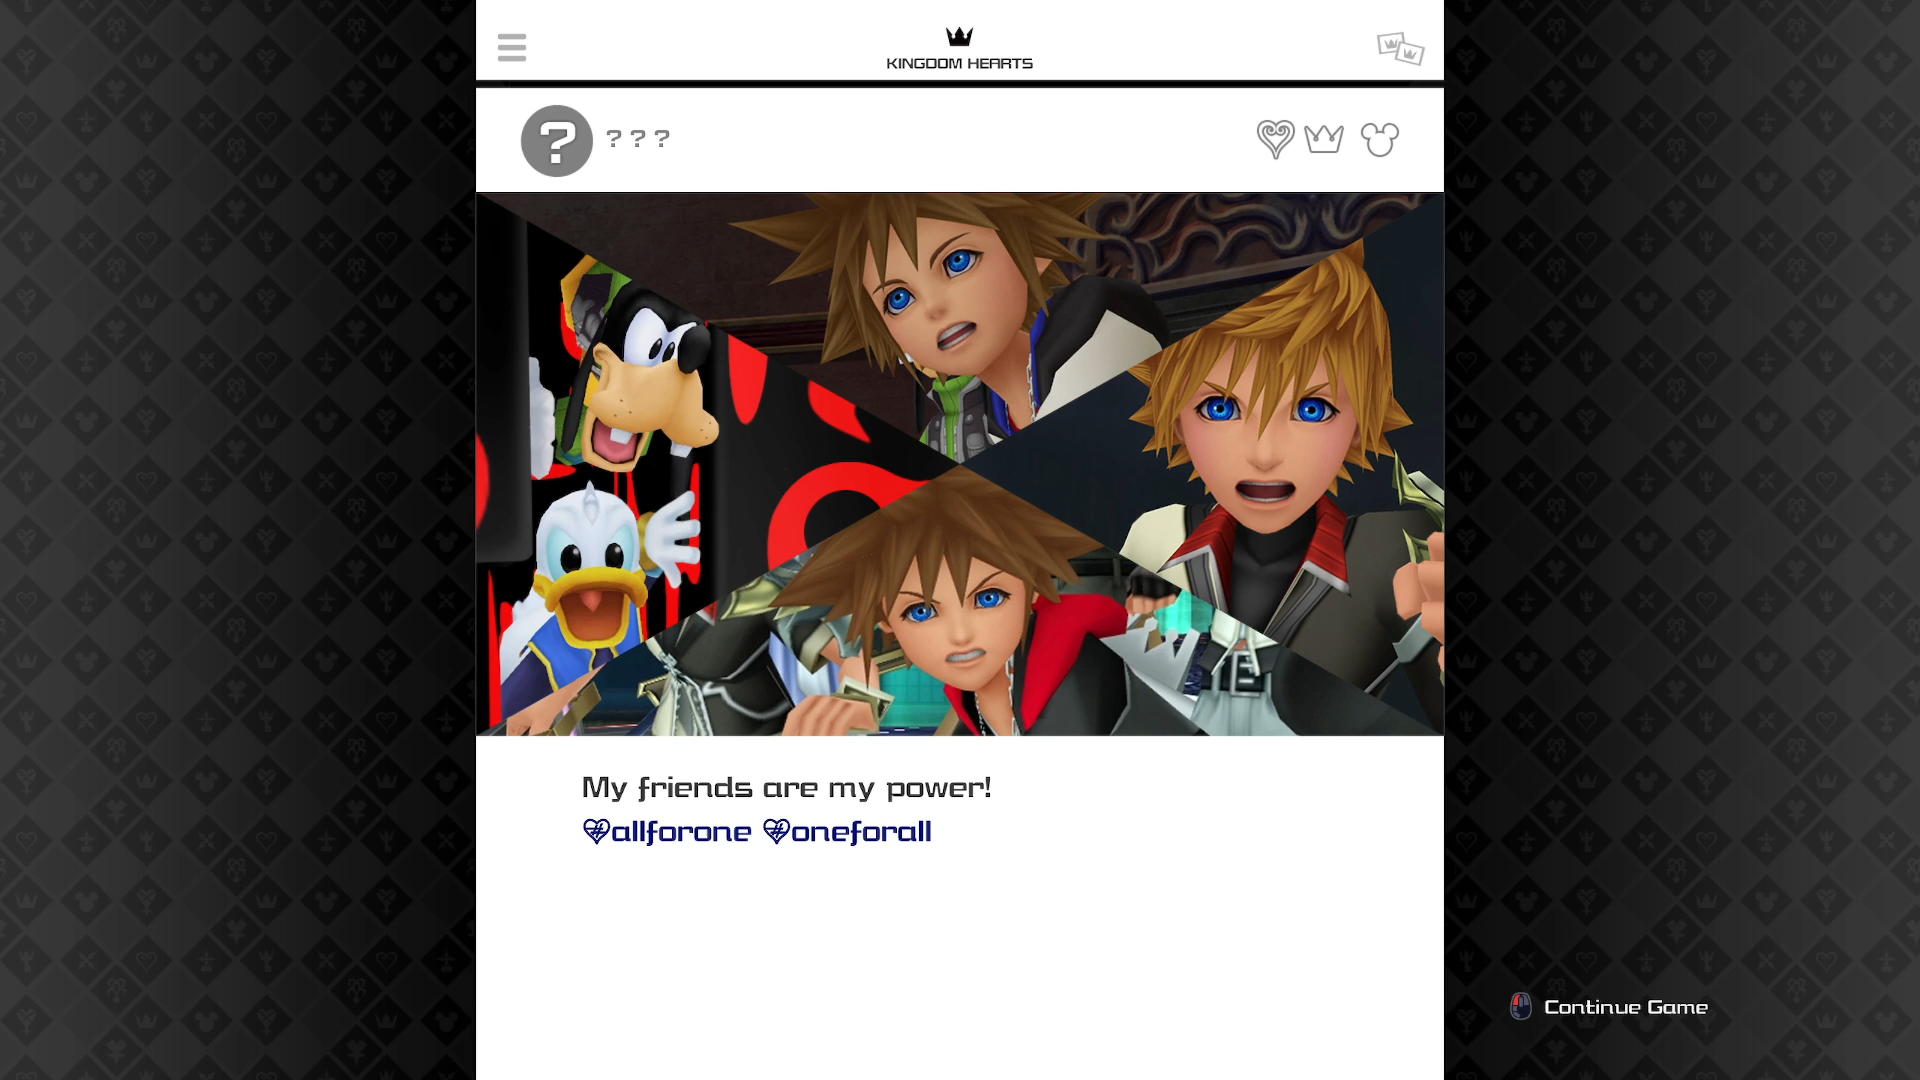 KINGDOM HEARTS
? ? ? ?
My friends are my power!
#allforone #oneforall
Continue Game